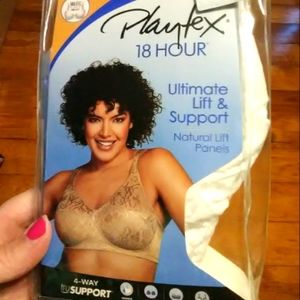 Playtex
18 HOUR
Ultimate
Lift &
Support
Natural Lift
Panels
4-WAY
SUPPORT